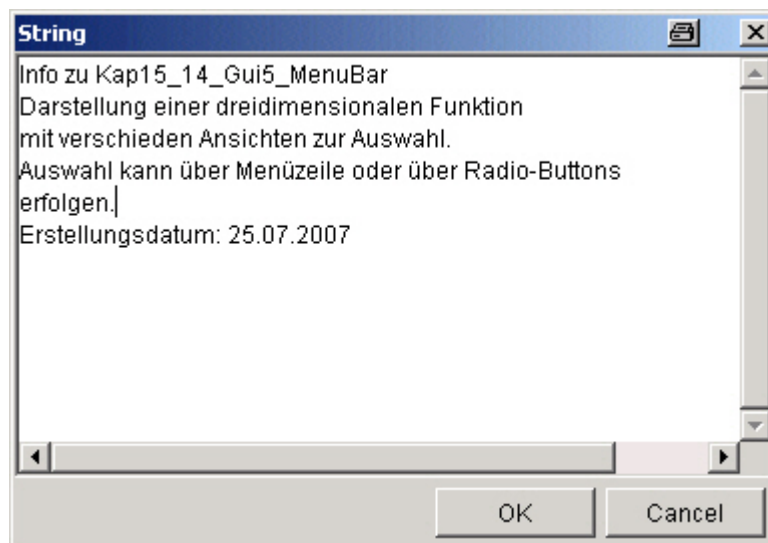 String
Info zu Kap15_14_Gui5_MenuBar
Darstellung einer dreidimensionalen Funktion
mit verschieden Ansichten zur Auswahl.
Auswahl kann über Menüzeile oder über Radio-Buttons
erfolgen.
Erstellungsdatum: 25.07.2007
OK Cancel